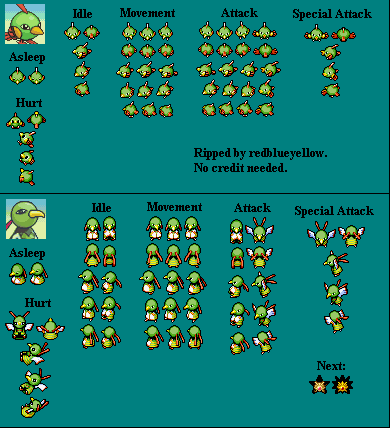 Idle
Movement
Attack
Special Attack
Asleep
Hurt
Ripped by redblueyellow.
No credit needed.
Idle
Movement
Attack
Special Attack
Asleep
Hurt
Next: